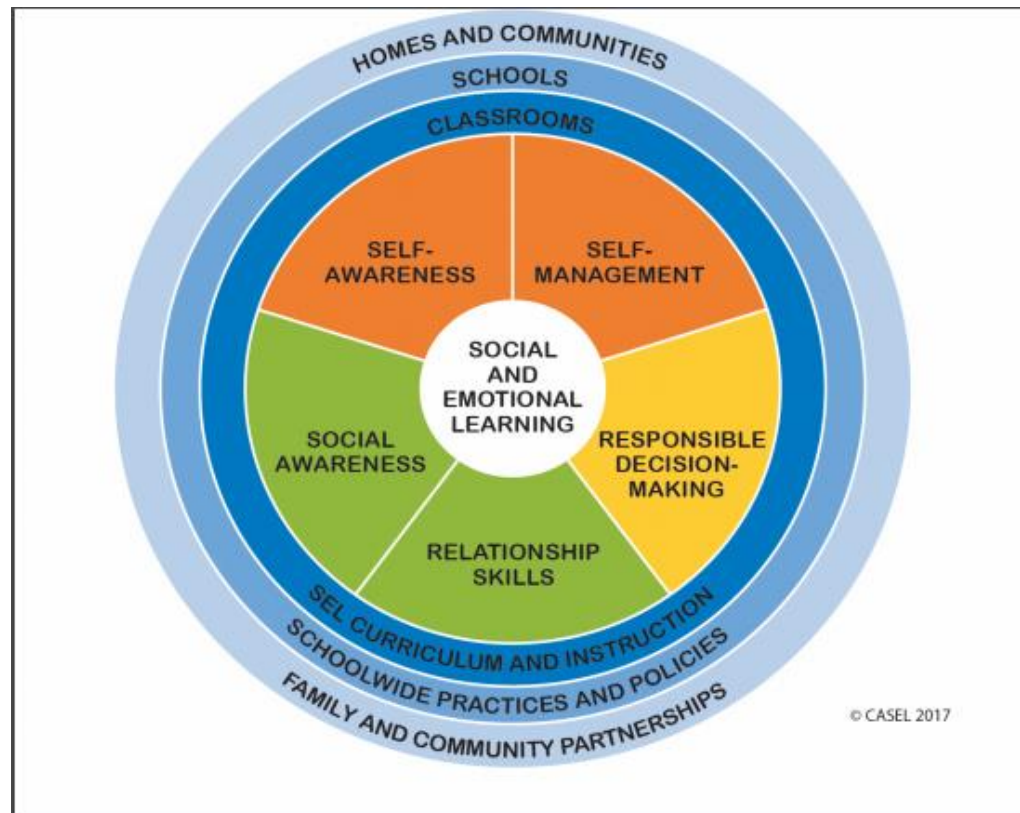 HOMES AND COMMUNITIES
SCHOOLS
CLASSROOMS
SELF-
AWARENESS
SELF-
MANAGEMENT
SOCIAL
AND
EMOTIONAL
LEARNING
SOCIAL
AWARENESS
RESPONSIBLE
DECISION-
MAKING
RELATIONSHIP
SKILLS
SEL CURRICULUM AND INSTRUCTION
SCHOOLWIDE PRACTICES AND POLICIES
FAMILY AND COMMUNITY PARTNERSHIPS
© CASEL 2017